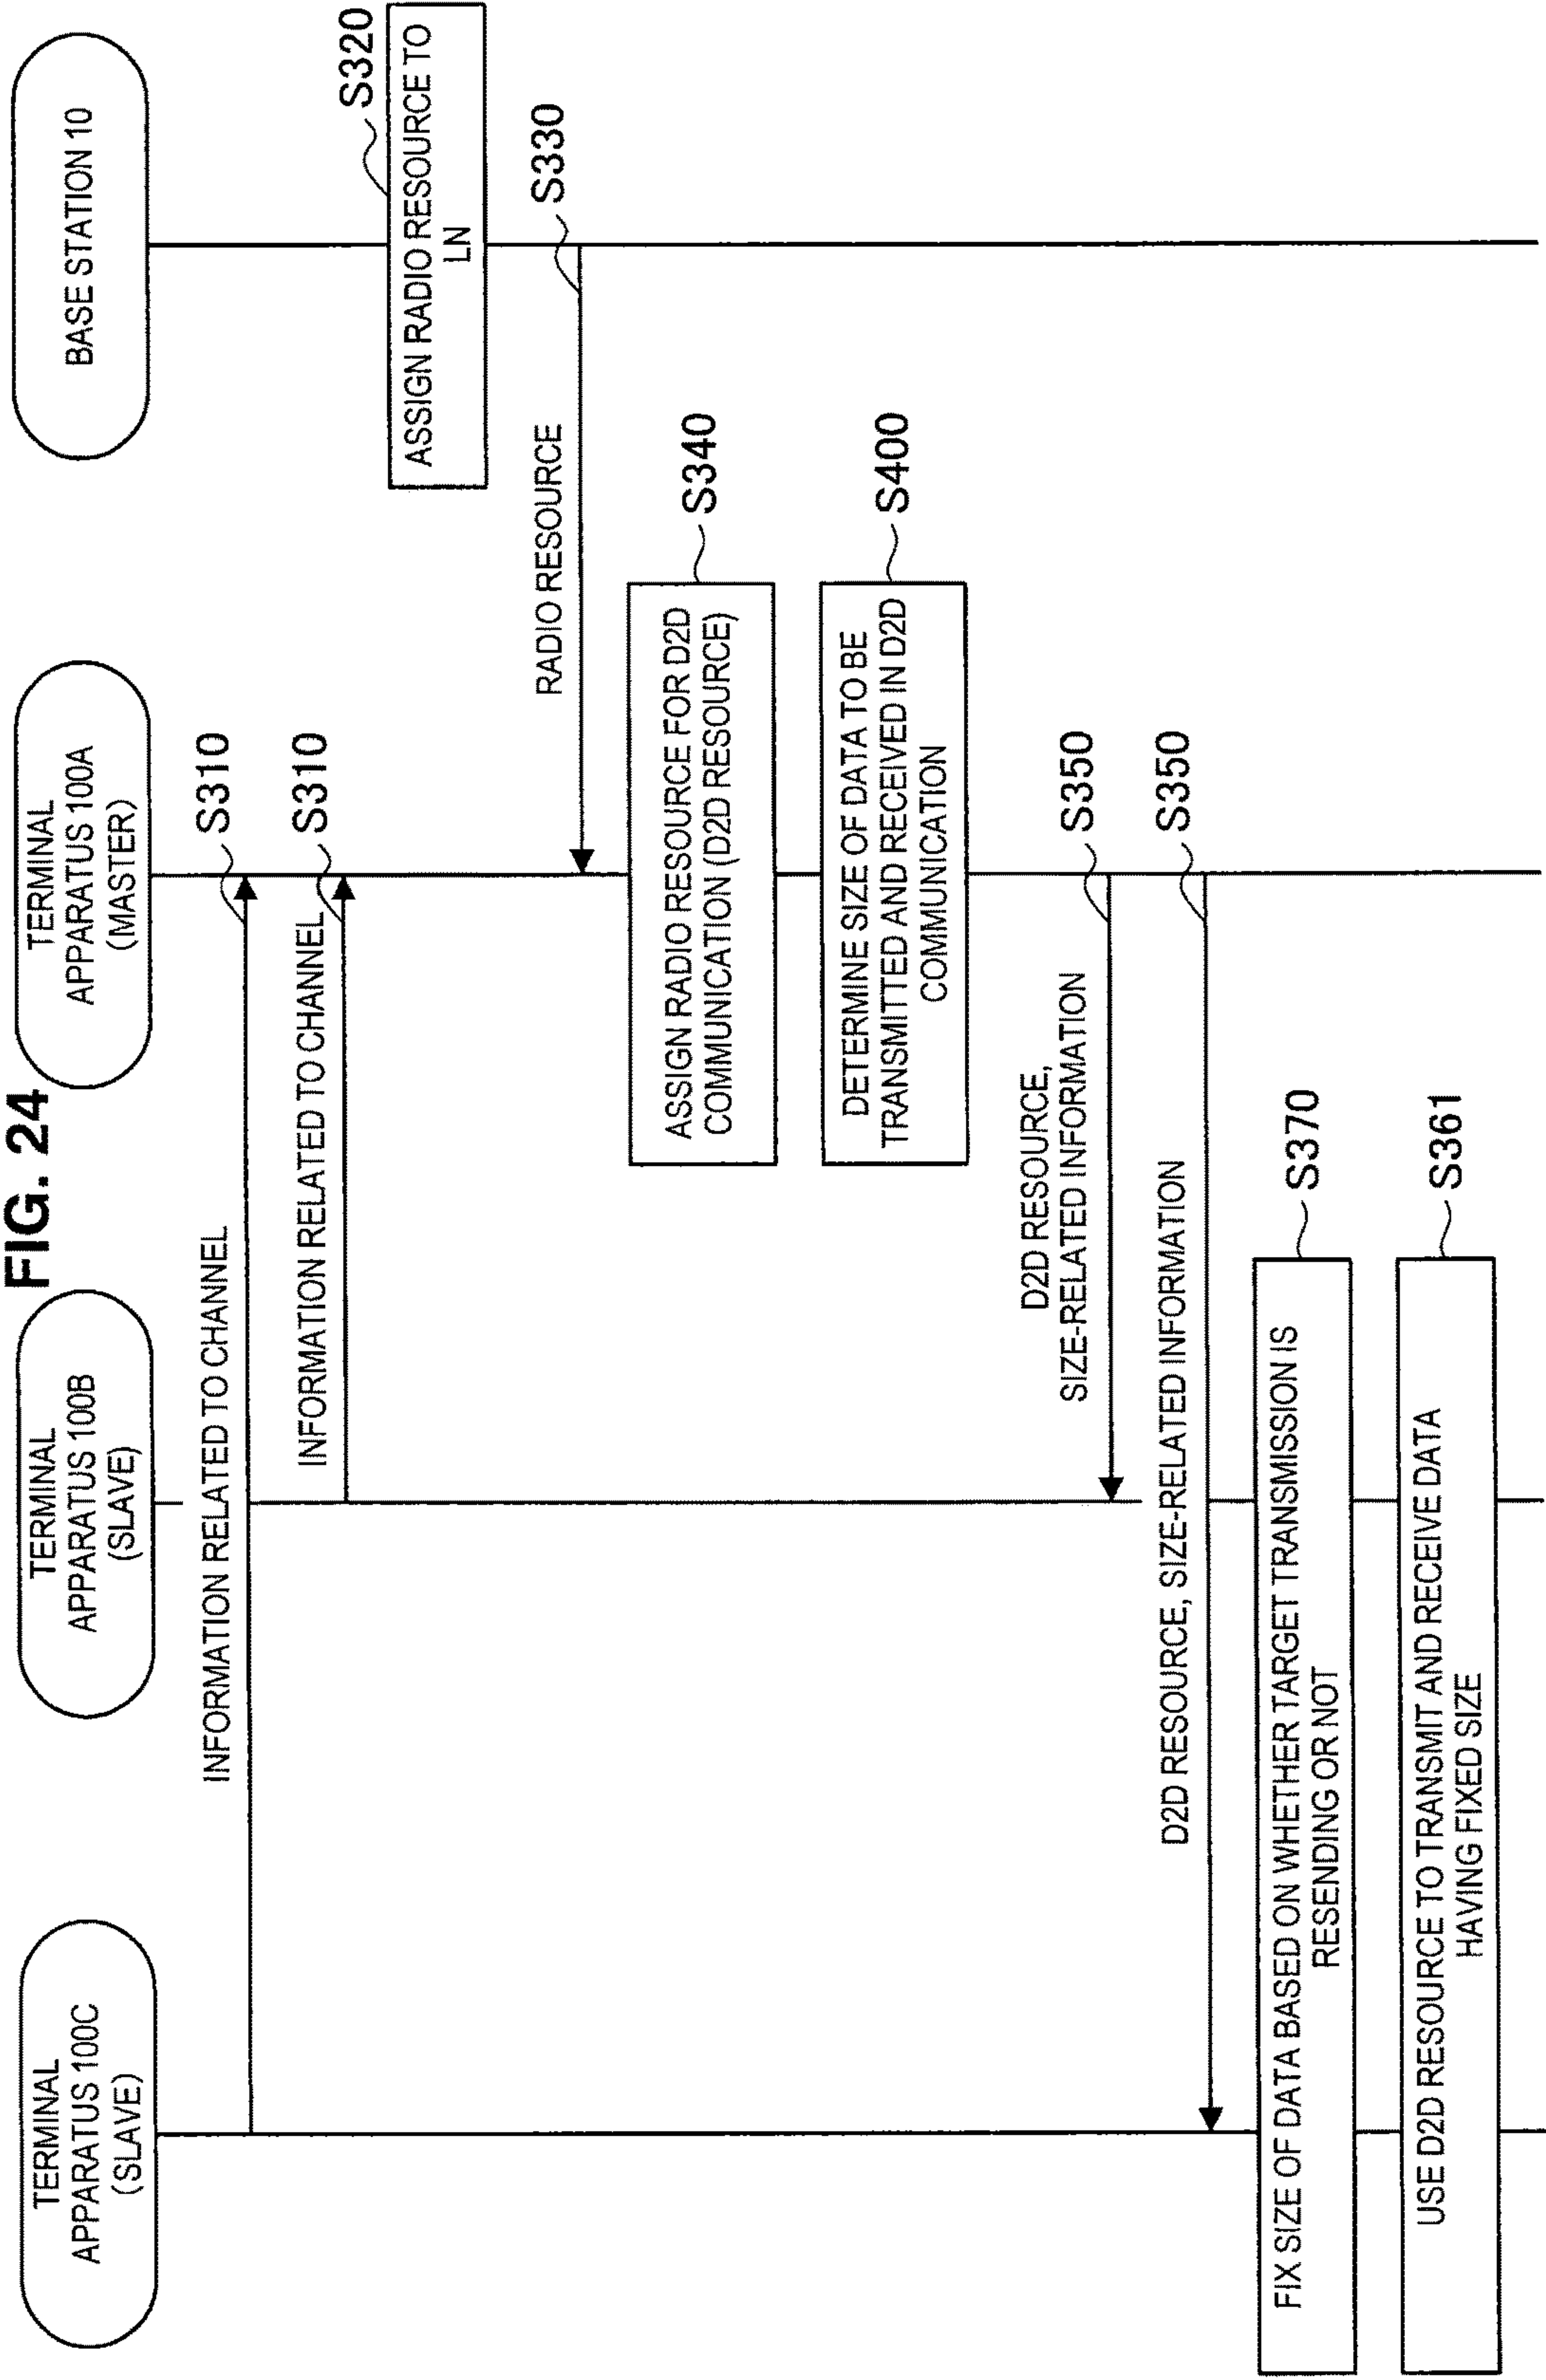 FIG. 24
TERMINAL
APPARATUS 100C
(SLAVE)
TERMINAL
APPARATUS 100B
(SLAVE)
TERMINAL
APPARATUS 100A
(MASTER)
BASE STATION 10
INFORMATION RELATED TO CHANNEL
S310
INFORMATION RELATED TO CHANNEL
S310
S320
ASSIGN RADIO RESOURCE TO
LN
RADIO RESOURCE
S330
ASSIGN RADIO RESOURCE FOR D2D
COMMUNICATION (D2D RESOURCE)
S340
DETERMINE SIZE OF DATA TO BE
TRANSMITTED AND RECEIVED IN D2D
COMMUNICATION
S400
D2D RESOURCE,
SIZE-RELATED INFORMATION
S350
D2D RESOURCE, SIZE-RELATED INFORMATION
S350
FIX SIZE OF DATA BASED ON WHETHER TARGET TRANSMISSION IS
RESENDING OR NOT
S370
USE D2D RESOURCE TO TRANSMIT AND RECEIVE DATA
HAVING FIXED SIZE
S361